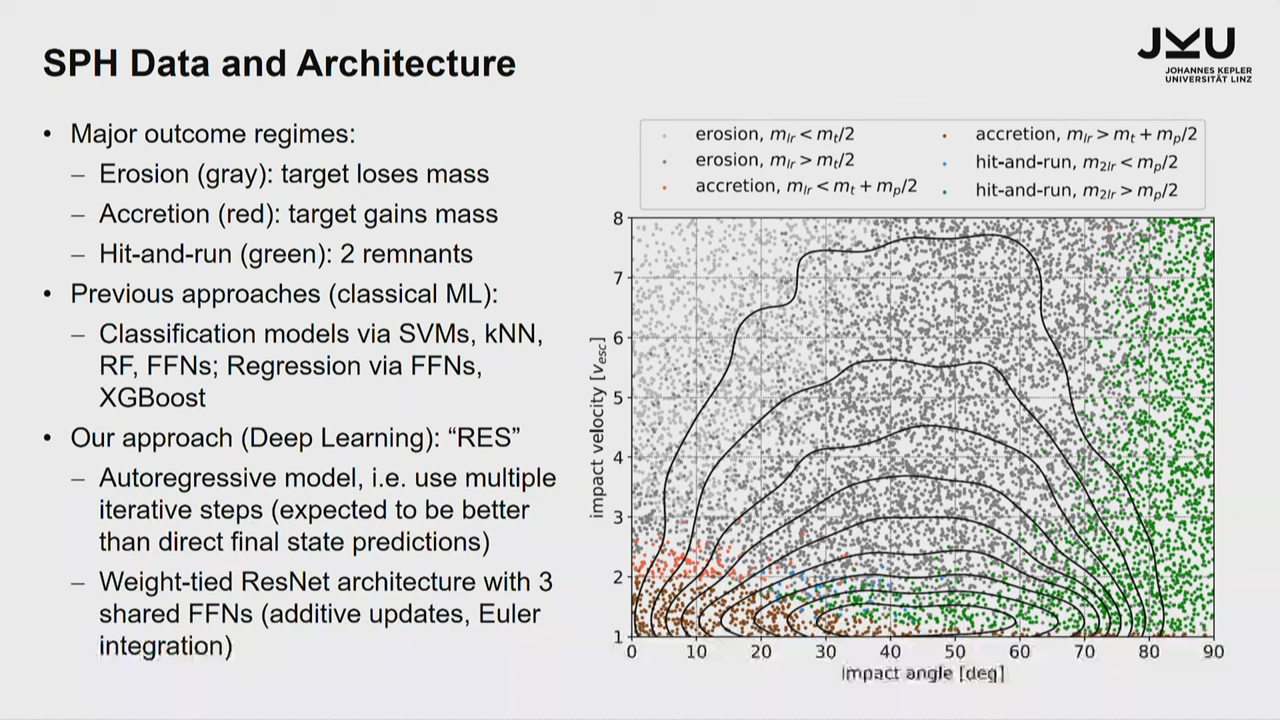 SPH Data and Architecture
JMU
JOHANNES KEPLER
UNIVERSITÄT LINZ
• Major outcome regimes:
– Erosion (gray): target loses mass
– Accretion (red): target gains mass
– Hit-and-run (green): 2 remnants
• Previous approaches (classical ML):
– Classification models via SVMs, kNN,
RF, FFNs; Regression via FFNs,
XGBoost
• Our approach (Deep Learning): “RES”
– Autoregressive model, i.e. use multiple
iterative steps (expected to be better
than direct final state predictions)
– Weight-tied ResNet architecture with 3
shared FFNs (additive updates, Euler
integration)
erosion, m_lr < m_t/2
erosion, m_lr > m_t/2
accretion, m_lr < m_t + m_p/2
accretion, m_lr > m_t + m_p/2
hit-and-run, m_2lr < m_p/2
hit-and-run, m_2lr > m_p/2
impact velocity [v_esc]
8
7
6
5
4
3
2
1
0 10 20 30 40 50 60 70 80 90
impact angle [deg]